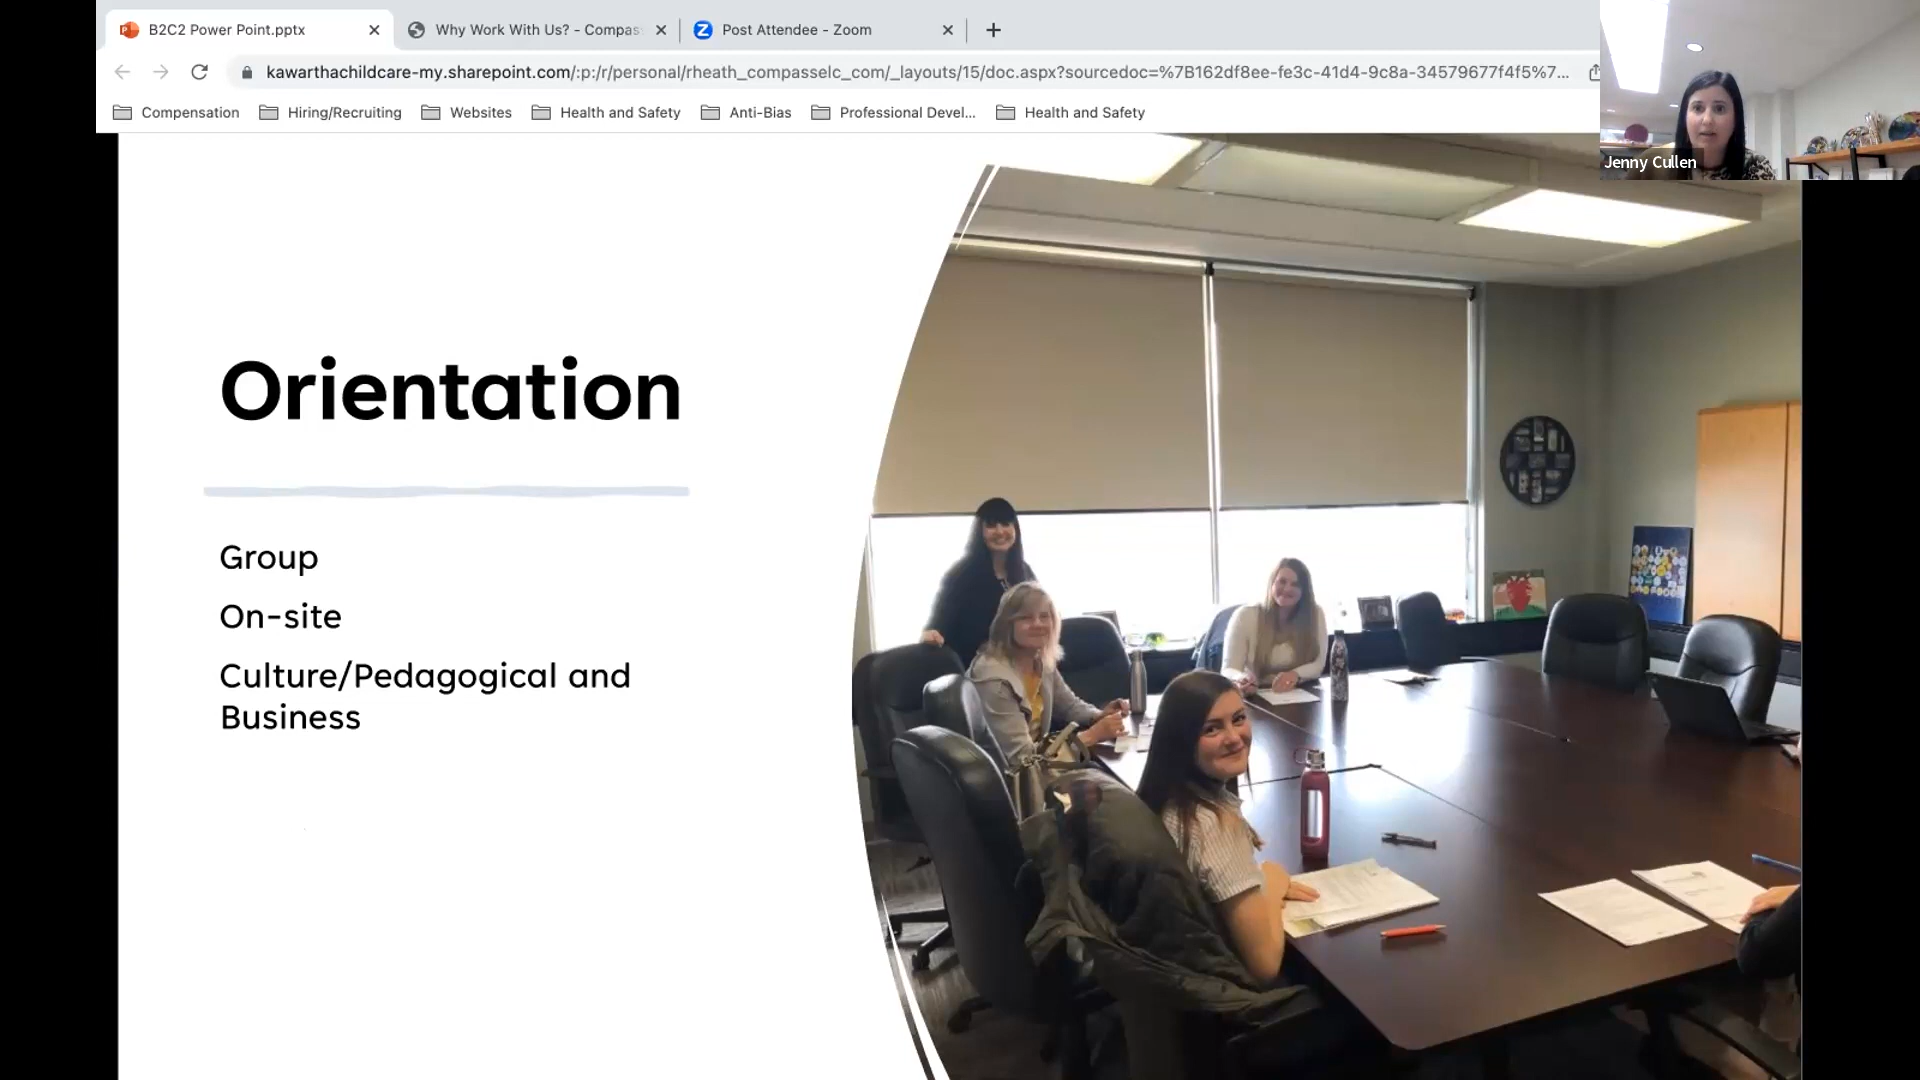 B2C2 Power Point.pptx
Why Work With Us? - Compas
Post Attendee - Zoom
kawarthachildcare-my.sharepoint.com/:p:/r/personal/rheath_compasselc_com/_layouts/15/doc.aspx?sourcedoc=%7B162df8ee-fe3c-41d4-9c8a-34579677f4f5%7...
Compensation
Hiring/Recruiting
Websites
Health and Safety
Anti-Bias
Professional Devel...
Health and Safety
Jenny Cullen
Orientation
Group
On-site
Culture/Pedagogical and
Business